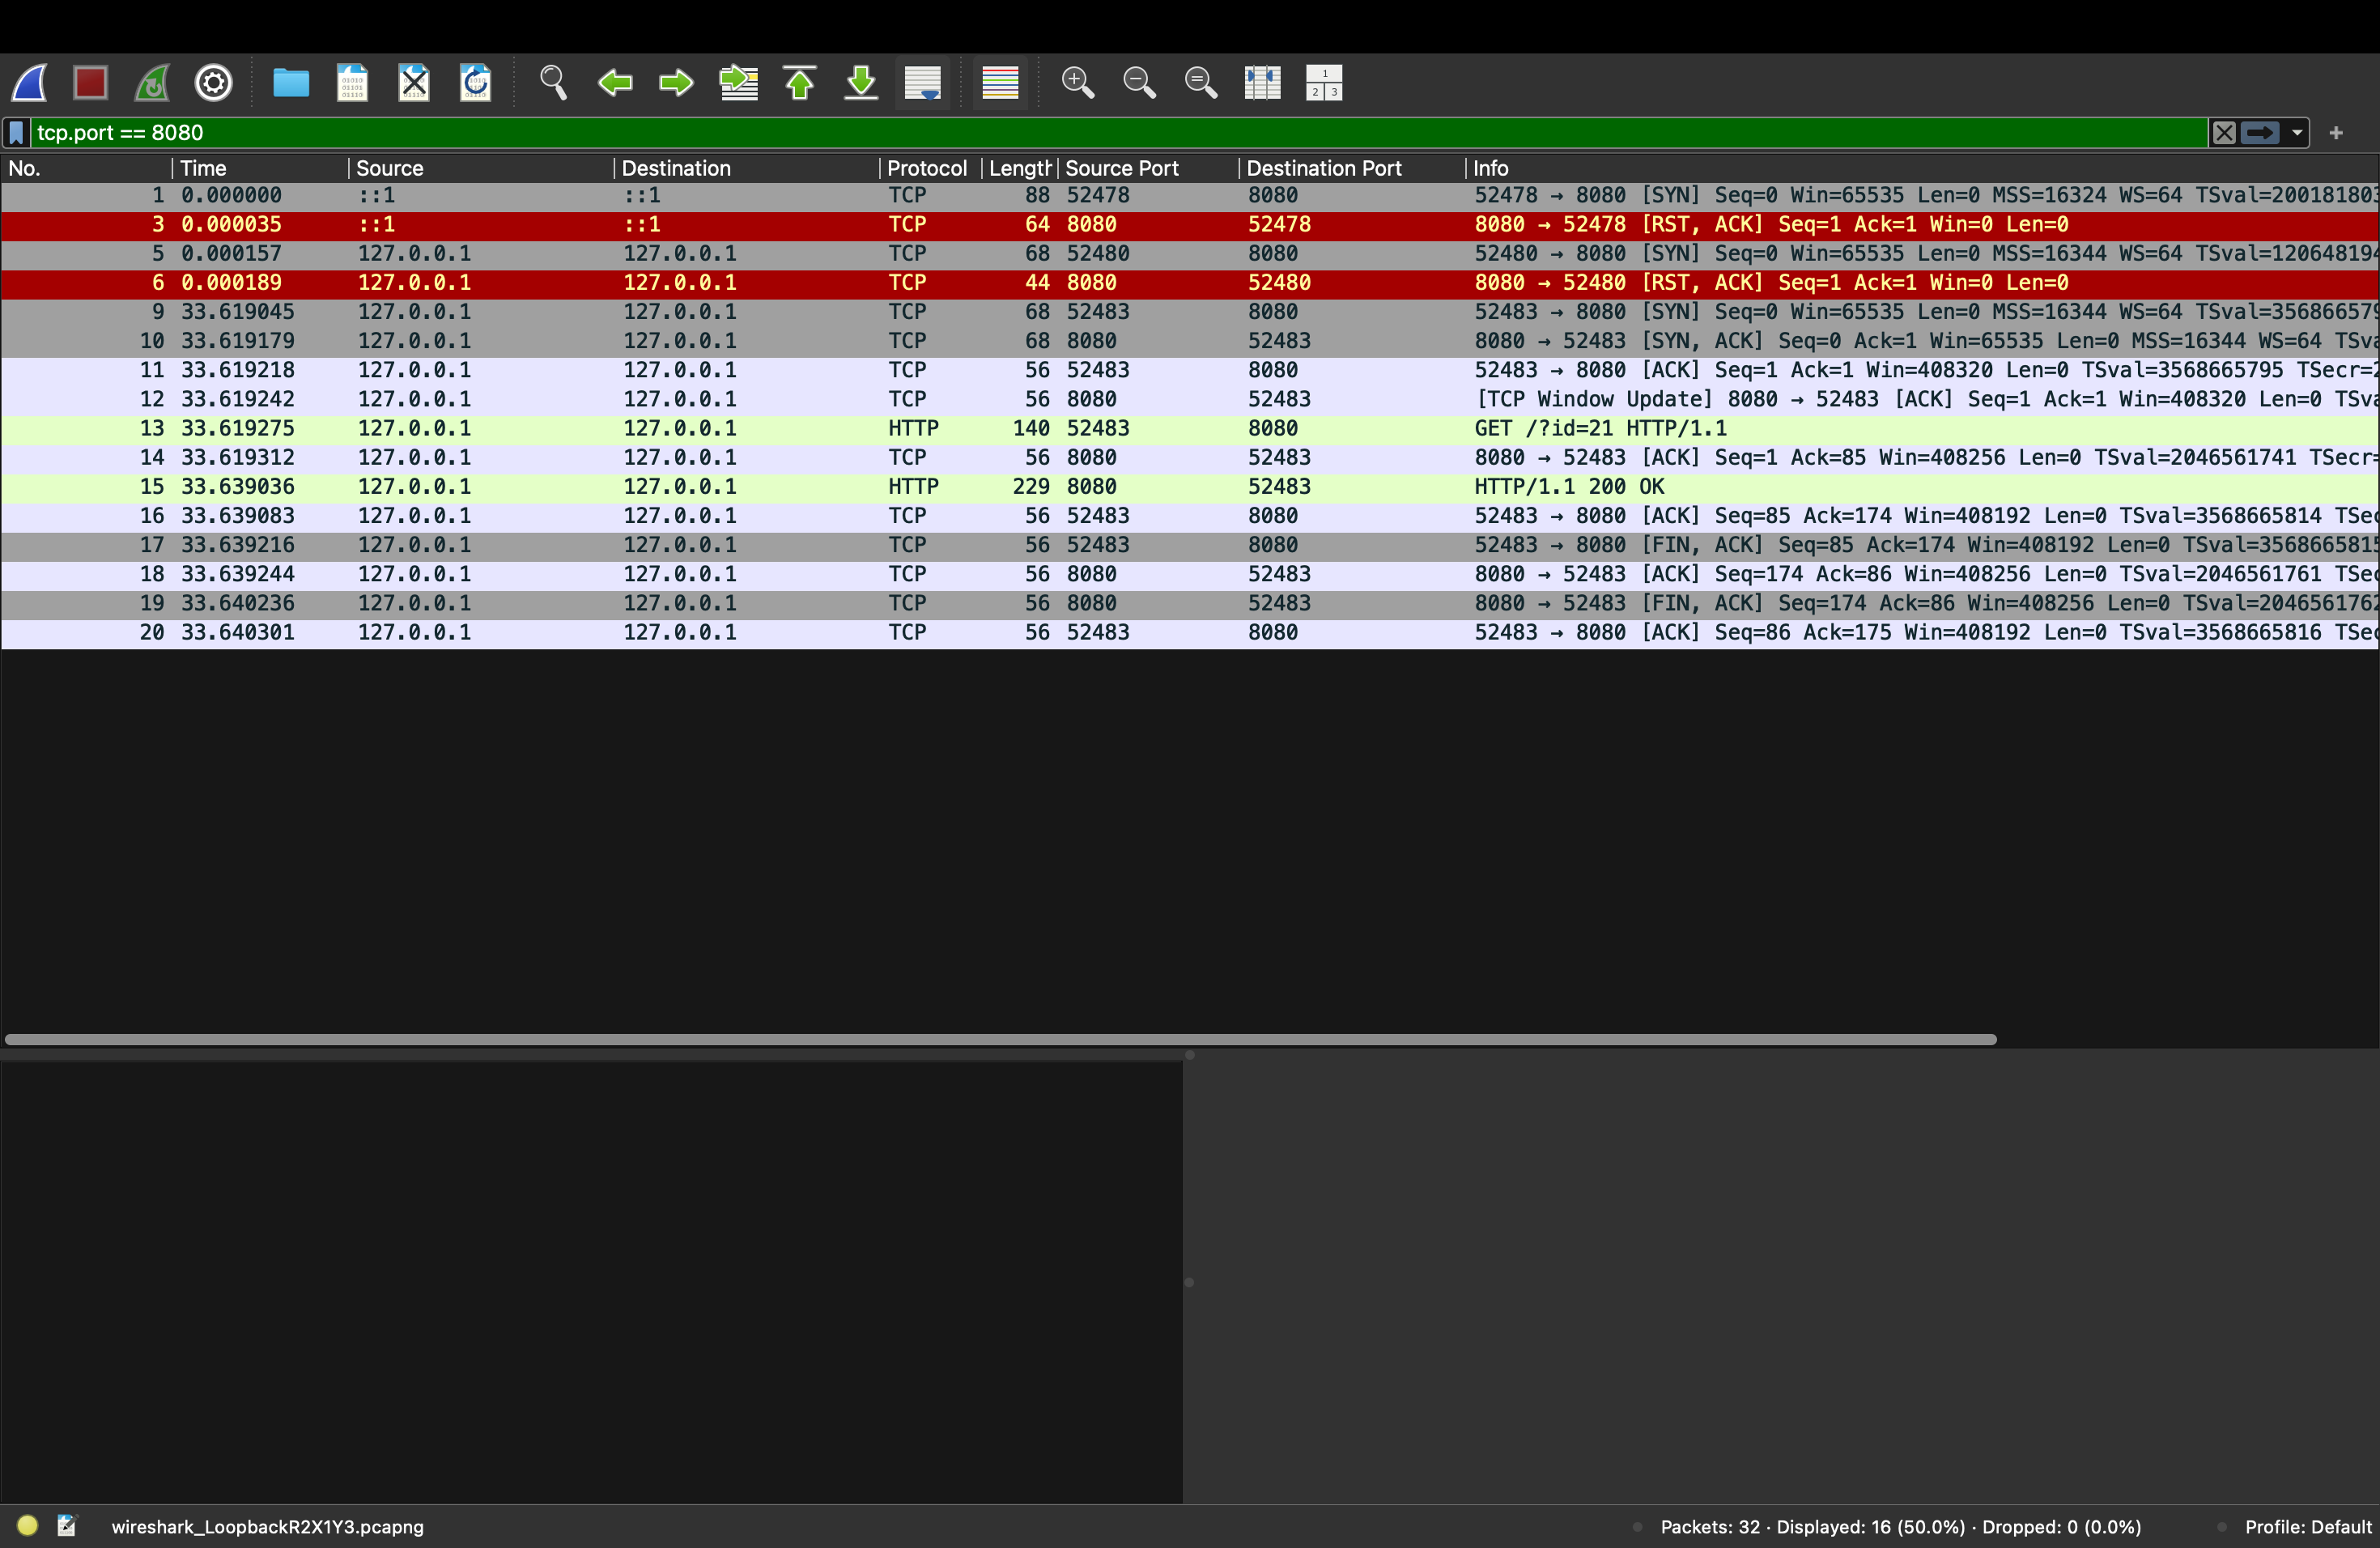 tcp.port == 8080
No. Time Source Destination Protocol Length Source Port Destination Port Info
1 0.000000 ::1 ::1 TCP 88 52478 8080 52478 → 8080 [SYN] Seq=0 Win=65535 Len=0 MSS=16324 WS=64 TSval=200181803
3 0.000035 ::1 ::1 TCP 64 8080 52478 8080 → 52478 [RST, ACK] Seq=1 Ack=1 Win=0 Len=0
5 0.000157 127.0.0.1 127.0.0.1 TCP 68 52480 8080 52480 → 8080 [SYN] Seq=0 Win=65535 Len=0 MSS=16344 WS=64 TSval=120648194
6 0.000189 127.0.0.1 127.0.0.1 TCP 44 8080 52480 8080 → 52480 [RST, ACK] Seq=1 Ack=1 Win=0 Len=0
9 33.619045 127.0.0.1 127.0.0.1 TCP 68 52483 8080 52483 → 8080 [SYN] Seq=0 Win=65535 Len=0 MSS=16344 WS=64 TSval=356866579
10 33.619179 127.0.0.1 127.0.0.1 TCP 68 8080 52483 8080 → 52483 [SYN, ACK] Seq=0 Ack=1 Win=65535 Len=0 MSS=16344 WS=64 TSva
11 33.619218 127.0.0.1 127.0.0.1 TCP 56 52483 8080 52483 → 8080 [ACK] Seq=1 Ack=1 Win=408320 Len=0 TSval=3568665795 TSecr=2
12 33.619242 127.0.0.1 127.0.0.1 TCP 56 8080 52483 [TCP Window Update] 8080 → 52483 [ACK] Seq=1 Ack=1 Win=408320 Len=0 TSva
13 33.619275 127.0.0.1 127.0.0.1 HTTP 140 52483 8080 GET /?id=21 HTTP/1.1
14 33.619312 127.0.0.1 127.0.0.1 TCP 56 8080 52483 8080 → 52483 [ACK] Seq=1 Ack=85 Win=408256 Len=0 TSval=2046561741 TSecr=
15 33.639036 127.0.0.1 127.0.0.1 HTTP 229 8080 52483 HTTP/1.1 200 OK
16 33.639083 127.0.0.1 127.0.0.1 TCP 56 52483 8080 52483 → 8080 [ACK] Seq=85 Ack=174 Win=408192 Len=0 TSval=3568665814 TSec
17 33.639216 127.0.0.1 127.0.0.1 TCP 56 52483 8080 52483 → 8080 [FIN, ACK] Seq=85 Ack=174 Win=408192 Len=0 TSval=3568665815
18 33.639244 127.0.0.1 127.0.0.1 TCP 56 8080 52483 8080 → 52483 [ACK] Seq=174 Ack=86 Win=408256 Len=0 TSval=2046561761 TSec
19 33.640236 127.0.0.1 127.0.0.1 TCP 56 8080 52483 8080 → 52483 [FIN, ACK] Seq=174 Ack=86 Win=408256 Len=0 TSval=2046561762
20 33.640301 127.0.0.1 127.0.0.1 TCP 56 52483 8080 52483 → 8080 [ACK] Seq=86 Ack=175 Win=408192 Len=0 TSval=3568665816 TSec
wireshark_LoopbackR2X1Y3.pcapng Packets: 32 · Displayed: 16 (50.0%) · Dropped: 0 (0.0%) Profile: Default